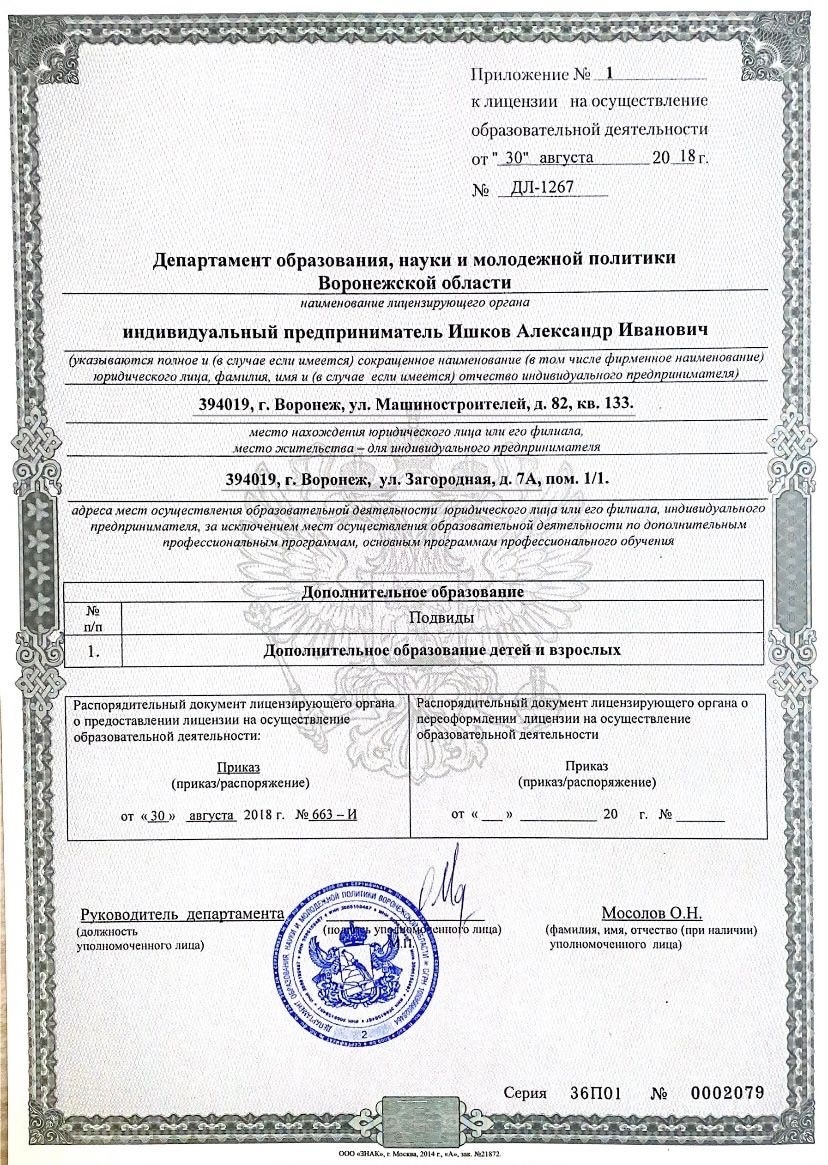 Приложение № 1
к лицензии на осуществление
образовательной деятельности
от " 30" августа 20 18 г.
№ ДЛ-1267
Департамент образования, науки и молодежной политики
Воронежской области
наименование лицензирующего органа
индивидуальный предприниматель Ишков Александр Иванович
(указываются полное и (в случае если имеется) сокращенное наименование (в том числе фирменное наименование)
юридического лица, фамилия, имя и (в случае если имеется) отчество индивидуального предпринимателя)
394019, г. Воронеж, ул. Машиностроителей, д. 82, кв. 133.
место нахождения юридического лица или его филиала,
место жительства – для индивидуального предпринимателя
394019, г. Воронеж, ул. Загородная, д. 7А, пом. 1/1.
адреса мест осуществления образовательной деятельности юридического лица или его филиала, индивидуального
предпринимателя, за исключением мест осуществления образовательной деятельности по дополнительным
профессиональным программам, основным программам профессионального обучения
Дополнительное образование
№
п/п
Подвиды
1. Дополнительное образование детей и взрослых
Распорядительный документ лицензирующего органа
о предоставлении лицензии на осуществление
образовательной деятельности:
Приказ
(приказ/распоряжение)
от «30» августа 2018 г. № 663 – И
Распорядительный документ лицензирующего органа о
переоформлении лицензии на осуществление
образовательной деятельности
Приказ
(приказ/распоряжение)
от « ___ » __________ 20 г. № ______
Руководитель департамента
(должность
уполномоченного лица)
(подпись уполномоченного лица)
М.П.
Мосолов О.Н.
(фамилия, имя, отчество (при наличии)
уполномоченного лица)
ДЕПАРТАМЕНТ ОБРАЗОВАНИЯ, НАУКИ И МОЛОДЕЖНОЙ ПОЛИТИКИ ВОРОНЕЖСКОЙ ОБЛАСТИ
2
Серия 36П01 № 0002079
ООО «ЗНАК», г. Москва, 2014 г., «А», зак. №21872.